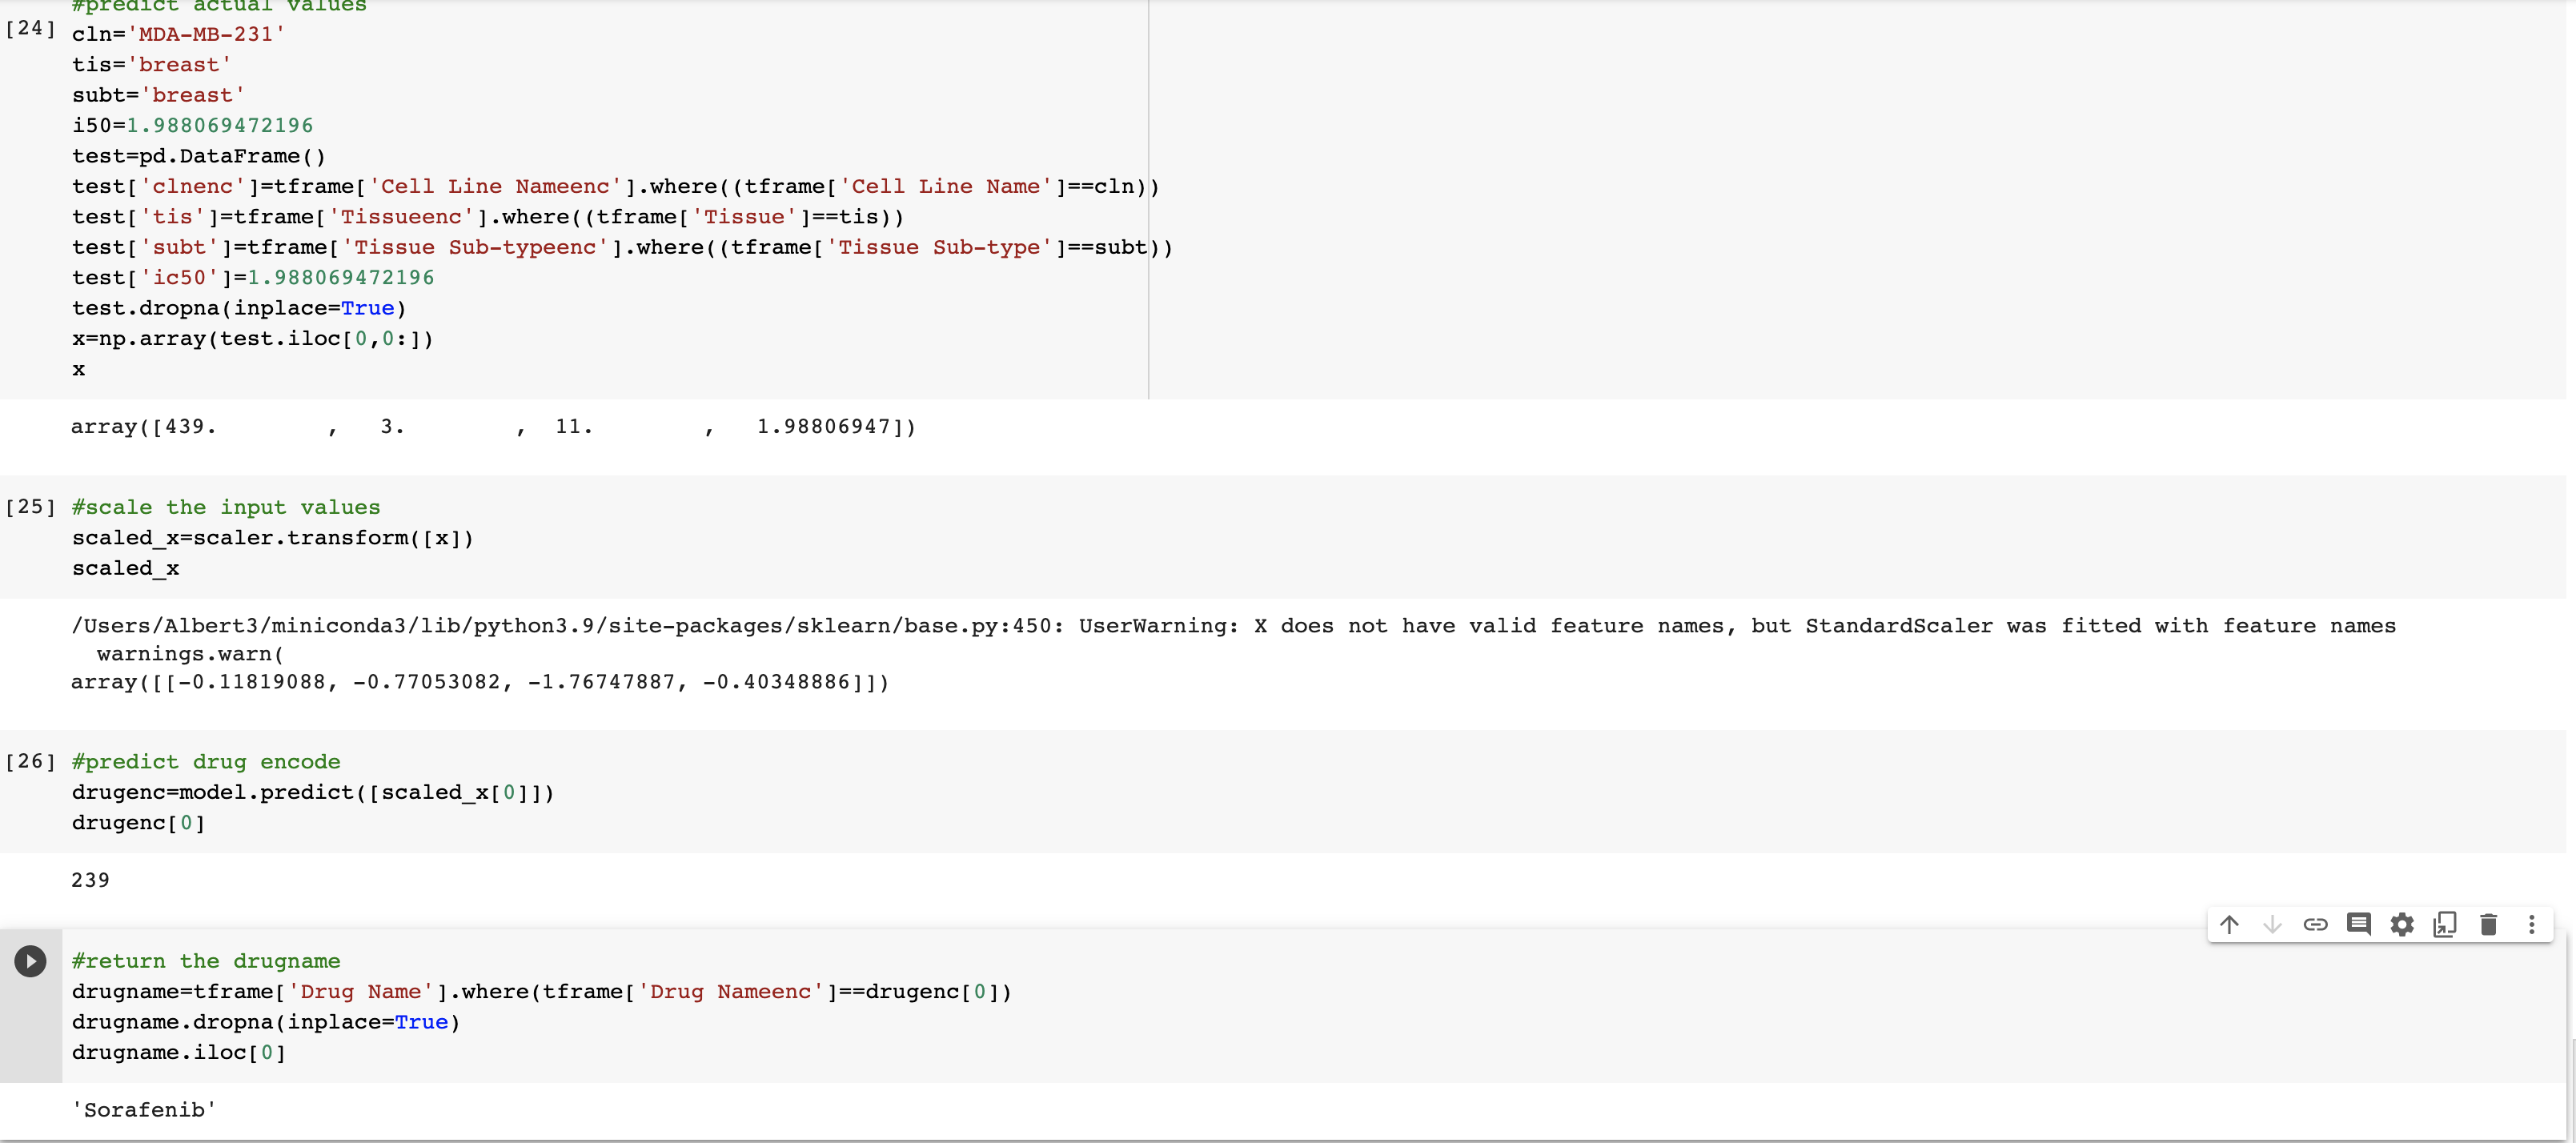 #predict actual values
[24] cln='MDA-MB-231'
tis='breast'
subt='breast'
i50=1.988069472196
test=pd.DataFrame()
test['clnenc']=tframe['Cell Line Nameenc'].where((tframe['Cell Line Name']==cln))
test['tis']=tframe['Tissueenc'].where((tframe['Tissue']==tis))
test['subt']=tframe['Tissue Sub-typeenc'].where((tframe['Tissue Sub-type']==subt))
test['ic50']=1.988069472196
test.dropna(inplace=True)
x=np.array(test.iloc[0,0:])
x
array([439.        ,   3.        ,  11.        ,   1.98806947])
[25] #scale the input values
scaled_x=scaler.transform([x])
scaled_x
/Users/Albert3/miniconda3/lib/python3.9/site-packages/sklearn/base.py:450: UserWarning: X does not have valid feature names, but StandardScaler was fitted with feature names
  warnings.warn(
array([[-0.11819088, -0.77053082, -1.76747887, -0.40348886]])
[26] #predict drug encode
drugenc=model.predict([scaled_x[0]])
drugenc[0]
239
#return the drugname
drugname=tframe['Drug Name'].where(tframe['Drug Nameenc']==drugenc[0])
drugname.dropna(inplace=True)
drugname.iloc[0]
'Sorafenib'